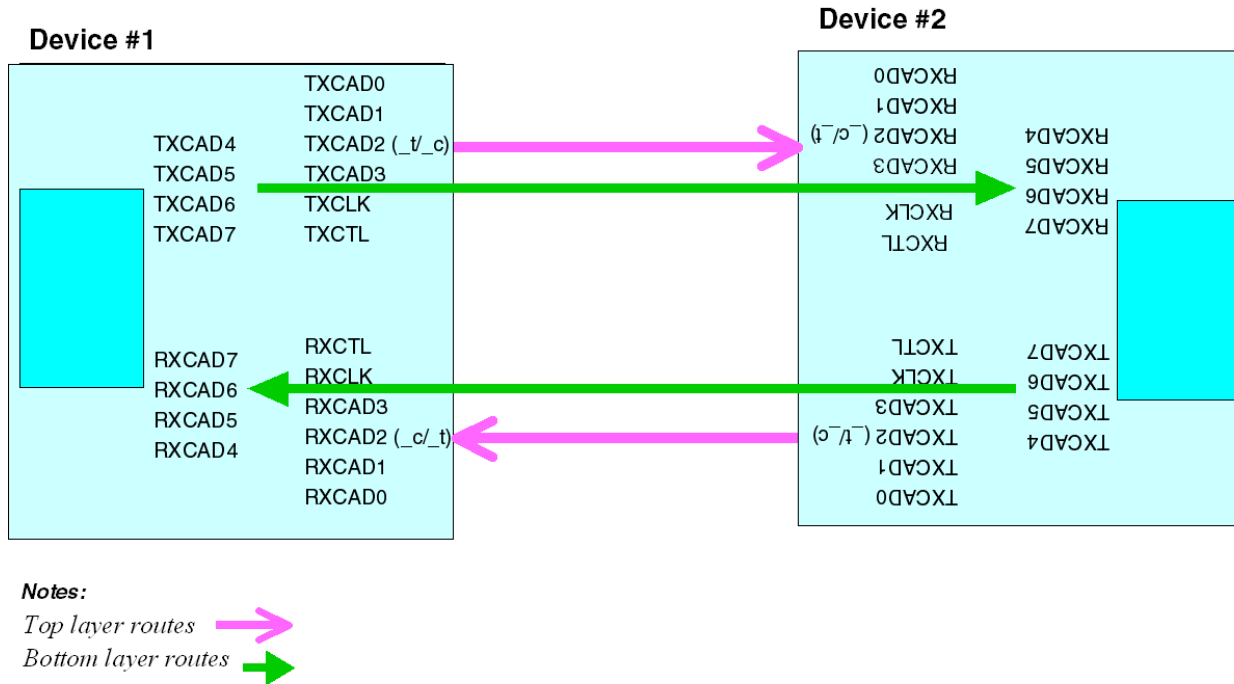 Device #1
TXCAD0
TXCAD1
TXCAD2 (_t/_c)
TXCAD3
TXCLK
TXCTL
TXCAD4
TXCAD5
TXCAD6
TXCAD7
RXCAD7
RXCAD6
RXCAD5
RXCAD4
RXCTL
RXCLK
RXCAD3
RXCAD2 (_c/_t)
RXCAD1
RXCAD0
Device #2
RXCAD0
RXCAD1
RXCAD2 (_c/_t)
RXCAD3
RXCLK
RXCTL
RXCAD4
RXCAD5
RXCAD6
RXCAD7
TXCTL
TXCLK
TXCAD3
TXCAD2 (_t/_c)
TXCAD1
TXCAD0
TXCAD7
TXCAD6
TXCAD5
TXCAD4
Notes:
Top layer routes
Bottom layer routes